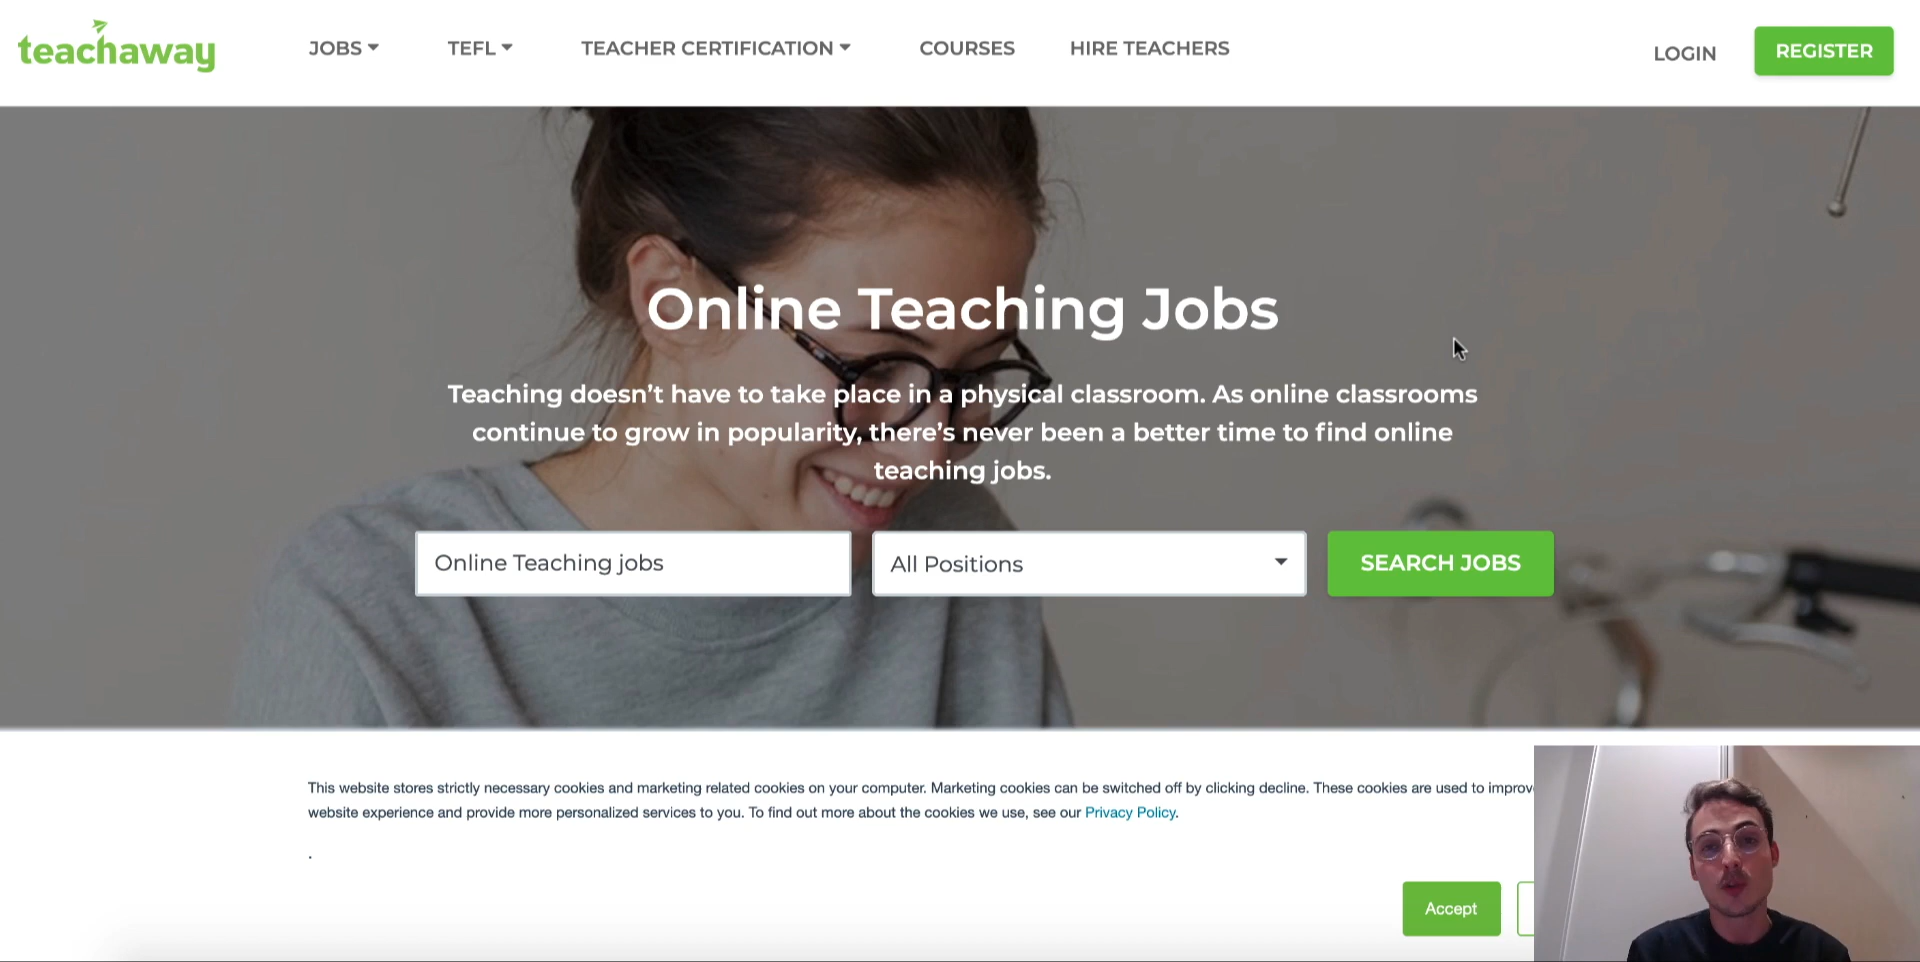 teachaway
JOBS
TEFL
TEACHER CERTIFICATION
COURSES
HIRE TEACHERS
LOGIN
REGISTER
Online Teaching Jobs
Teaching doesn’t have to take place in a physical classroom. As online classrooms
continue to grow in popularity, there’s never been a better time to find online
teaching jobs.
Online Teaching jobs
All Positions
SEARCH JOBS
This website stores strictly necessary cookies and marketing related cookies on your computer. Marketing cookies can be switched off by clicking decline. These cookies are used to
website experience and provide more personalized services to you. To find out more about the cookies we use, see our Privacy Policy.
.
Accept